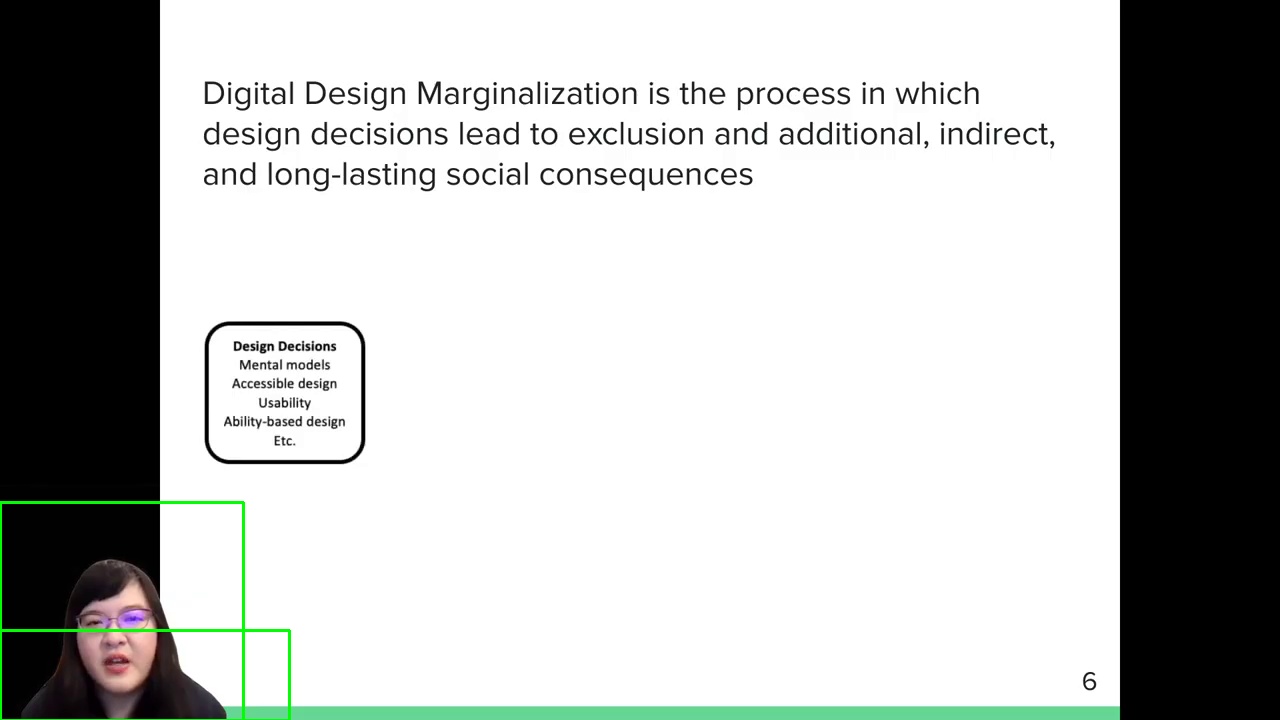 Digital Design Marginalization is the process in which
design decisions lead to exclusion and additional, indirect,
and long-lasting social consequences
Design Decisions
Mental models
Accessible design
Usability
Ability-based design
Etc.
6